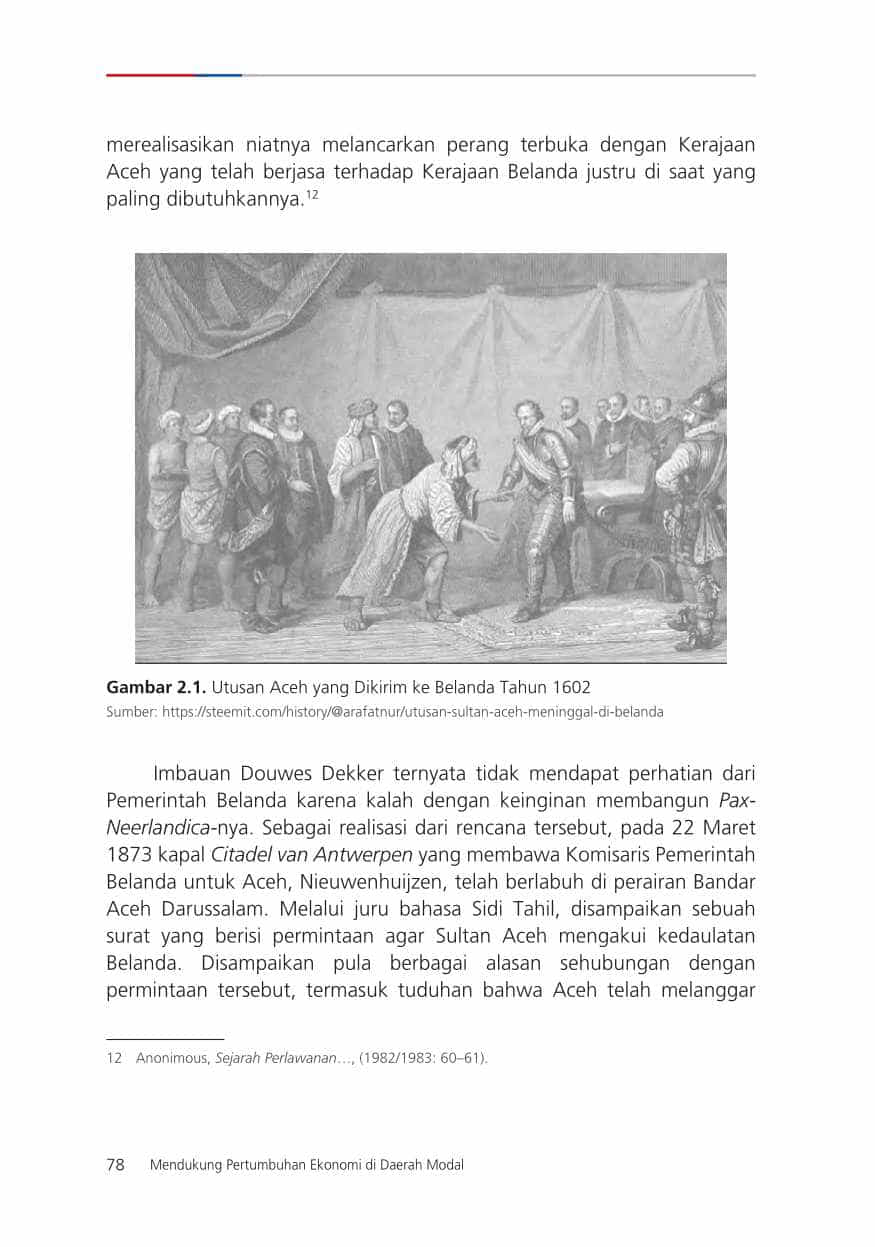 merealisasikan niatnya melancarkan perang terbuka dengan Kerajaan
Aceh yang telah berjasa terhadap Kerajaan Belanda justru di saat yang
paling dibutuhkannya.12
Gambar 2.1. Utusan Aceh yang Dikirim ke Belanda Tahun 1602
Sumber: https://steemit.com/history/@arafatnur/utusan-sultan-aceh-meninggal-di-belanda
Imbauan Douwes Dekker ternyata tidak mendapat perhatian dari
Pemerintah Belanda karena kalah dengan keinginan membangun Pax-
Neerlandica-nya. Sebagai realisasi dari rencana tersebut, pada 22 Maret
1873 kapal Citadel van Antwerpen yang membawa Komisaris Pemerintah
Belanda untuk Aceh, Nieuwenhuijzen, telah berlabuh di perairan Bandar
Aceh Darussalam. Melalui juru bahasa Sidi Tahil, disampaikan sebuah
surat yang berisi permintaan agar Sultan Aceh mengakui kedaulatan
Belanda. Disampaikan pula berbagai alasan sehubungan dengan
permintaan tersebut, termasuk tuduhan bahwa Aceh telah melanggar
12 Anonimous, Sejarah Perlawanan…, (1982/1983: 60–61).
78 Mendukung Pertumbuhan Ekonomi di Daerah Modal